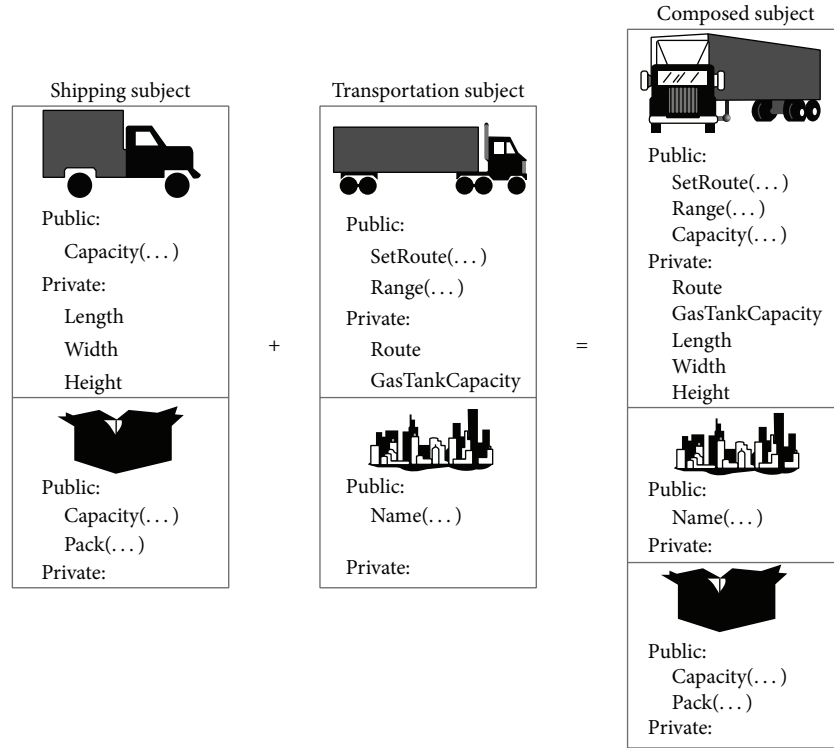 Shipping subject
Public:
Capacity(. . . )
Private:
Length
Width
Height
Public:
Capacity(. . . )
Pack(. . . )
Private:
+
Transportation subject
Public:
SetRoute(. . . )
Range(. . . )
Private:
Route
GasTankCapacity
Public:
Name(. . . )
Private:
=
Composed subject
Public:
SetRoute(. . . )
Range(. . . )
Capacity(. . . )
Private:
Route
GasTankCapacity
Length
Width
Height
Public:
Name(. . . )
Private:
Public:
Capacity(. . . )
Pack(. . . )
Private: